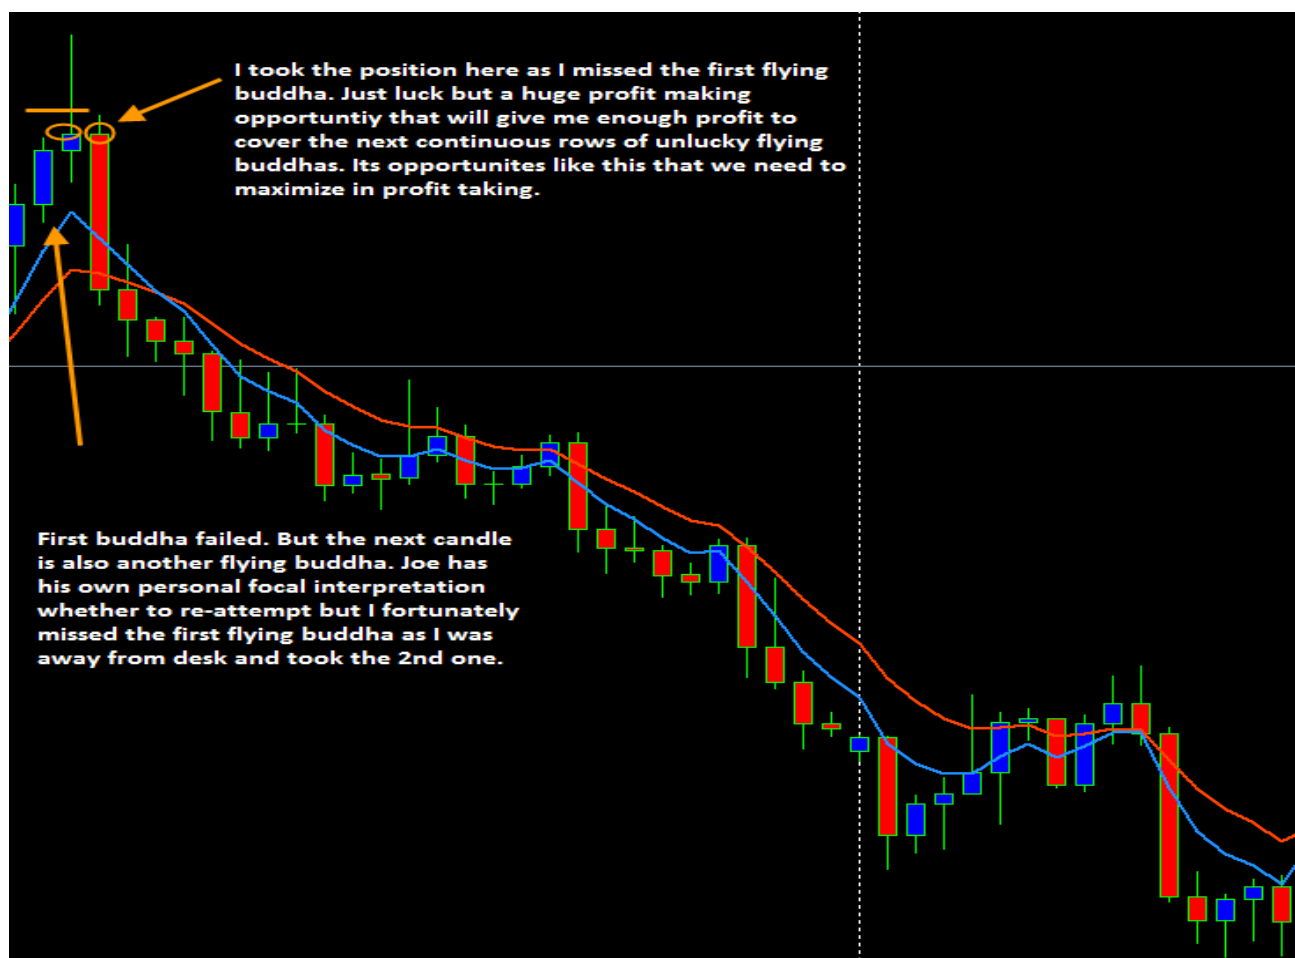 I took the position here as I missed the first flying
buddha. Just luck but a huge profit making
opportuntiy that will give me enough profit to
cover the next continuous rows of unlucky flying
buddhas. Its opportunites like this that we need to
maximize in profit taking.
First buddha failed. But the next candle
is also another flying buddha. Joe has
his own personal focal interpretation
whether to re-attempt but I fortunately
missed the first flying buddha as I was
away from desk and took the 2nd one.